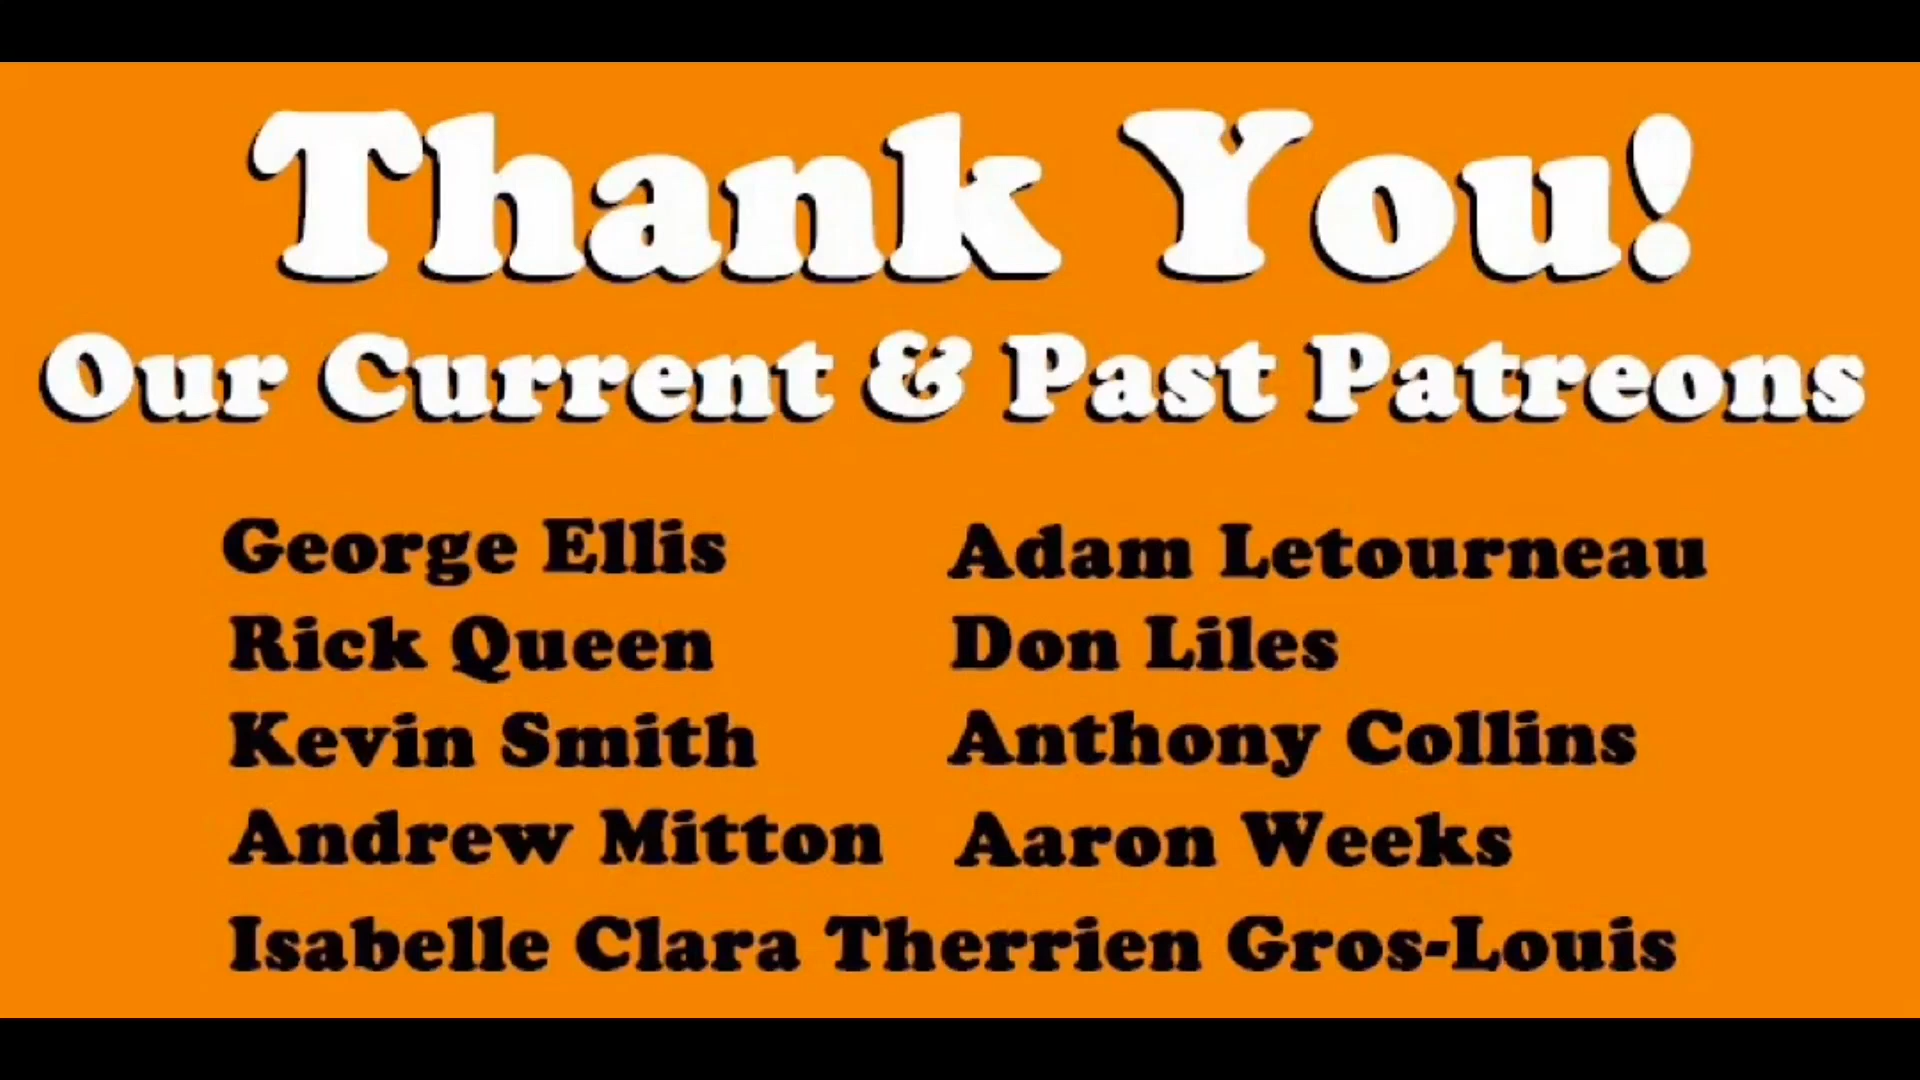 Thank You!
Our Current & Past Patreons
George Ellis
Adam Letourneau
Rick Queen
Don Liles
Kevin Smith
Anthony Collins
Andrew Mitton
Aaron Weeks
Isabelle Clara Therrien Gros-Louis